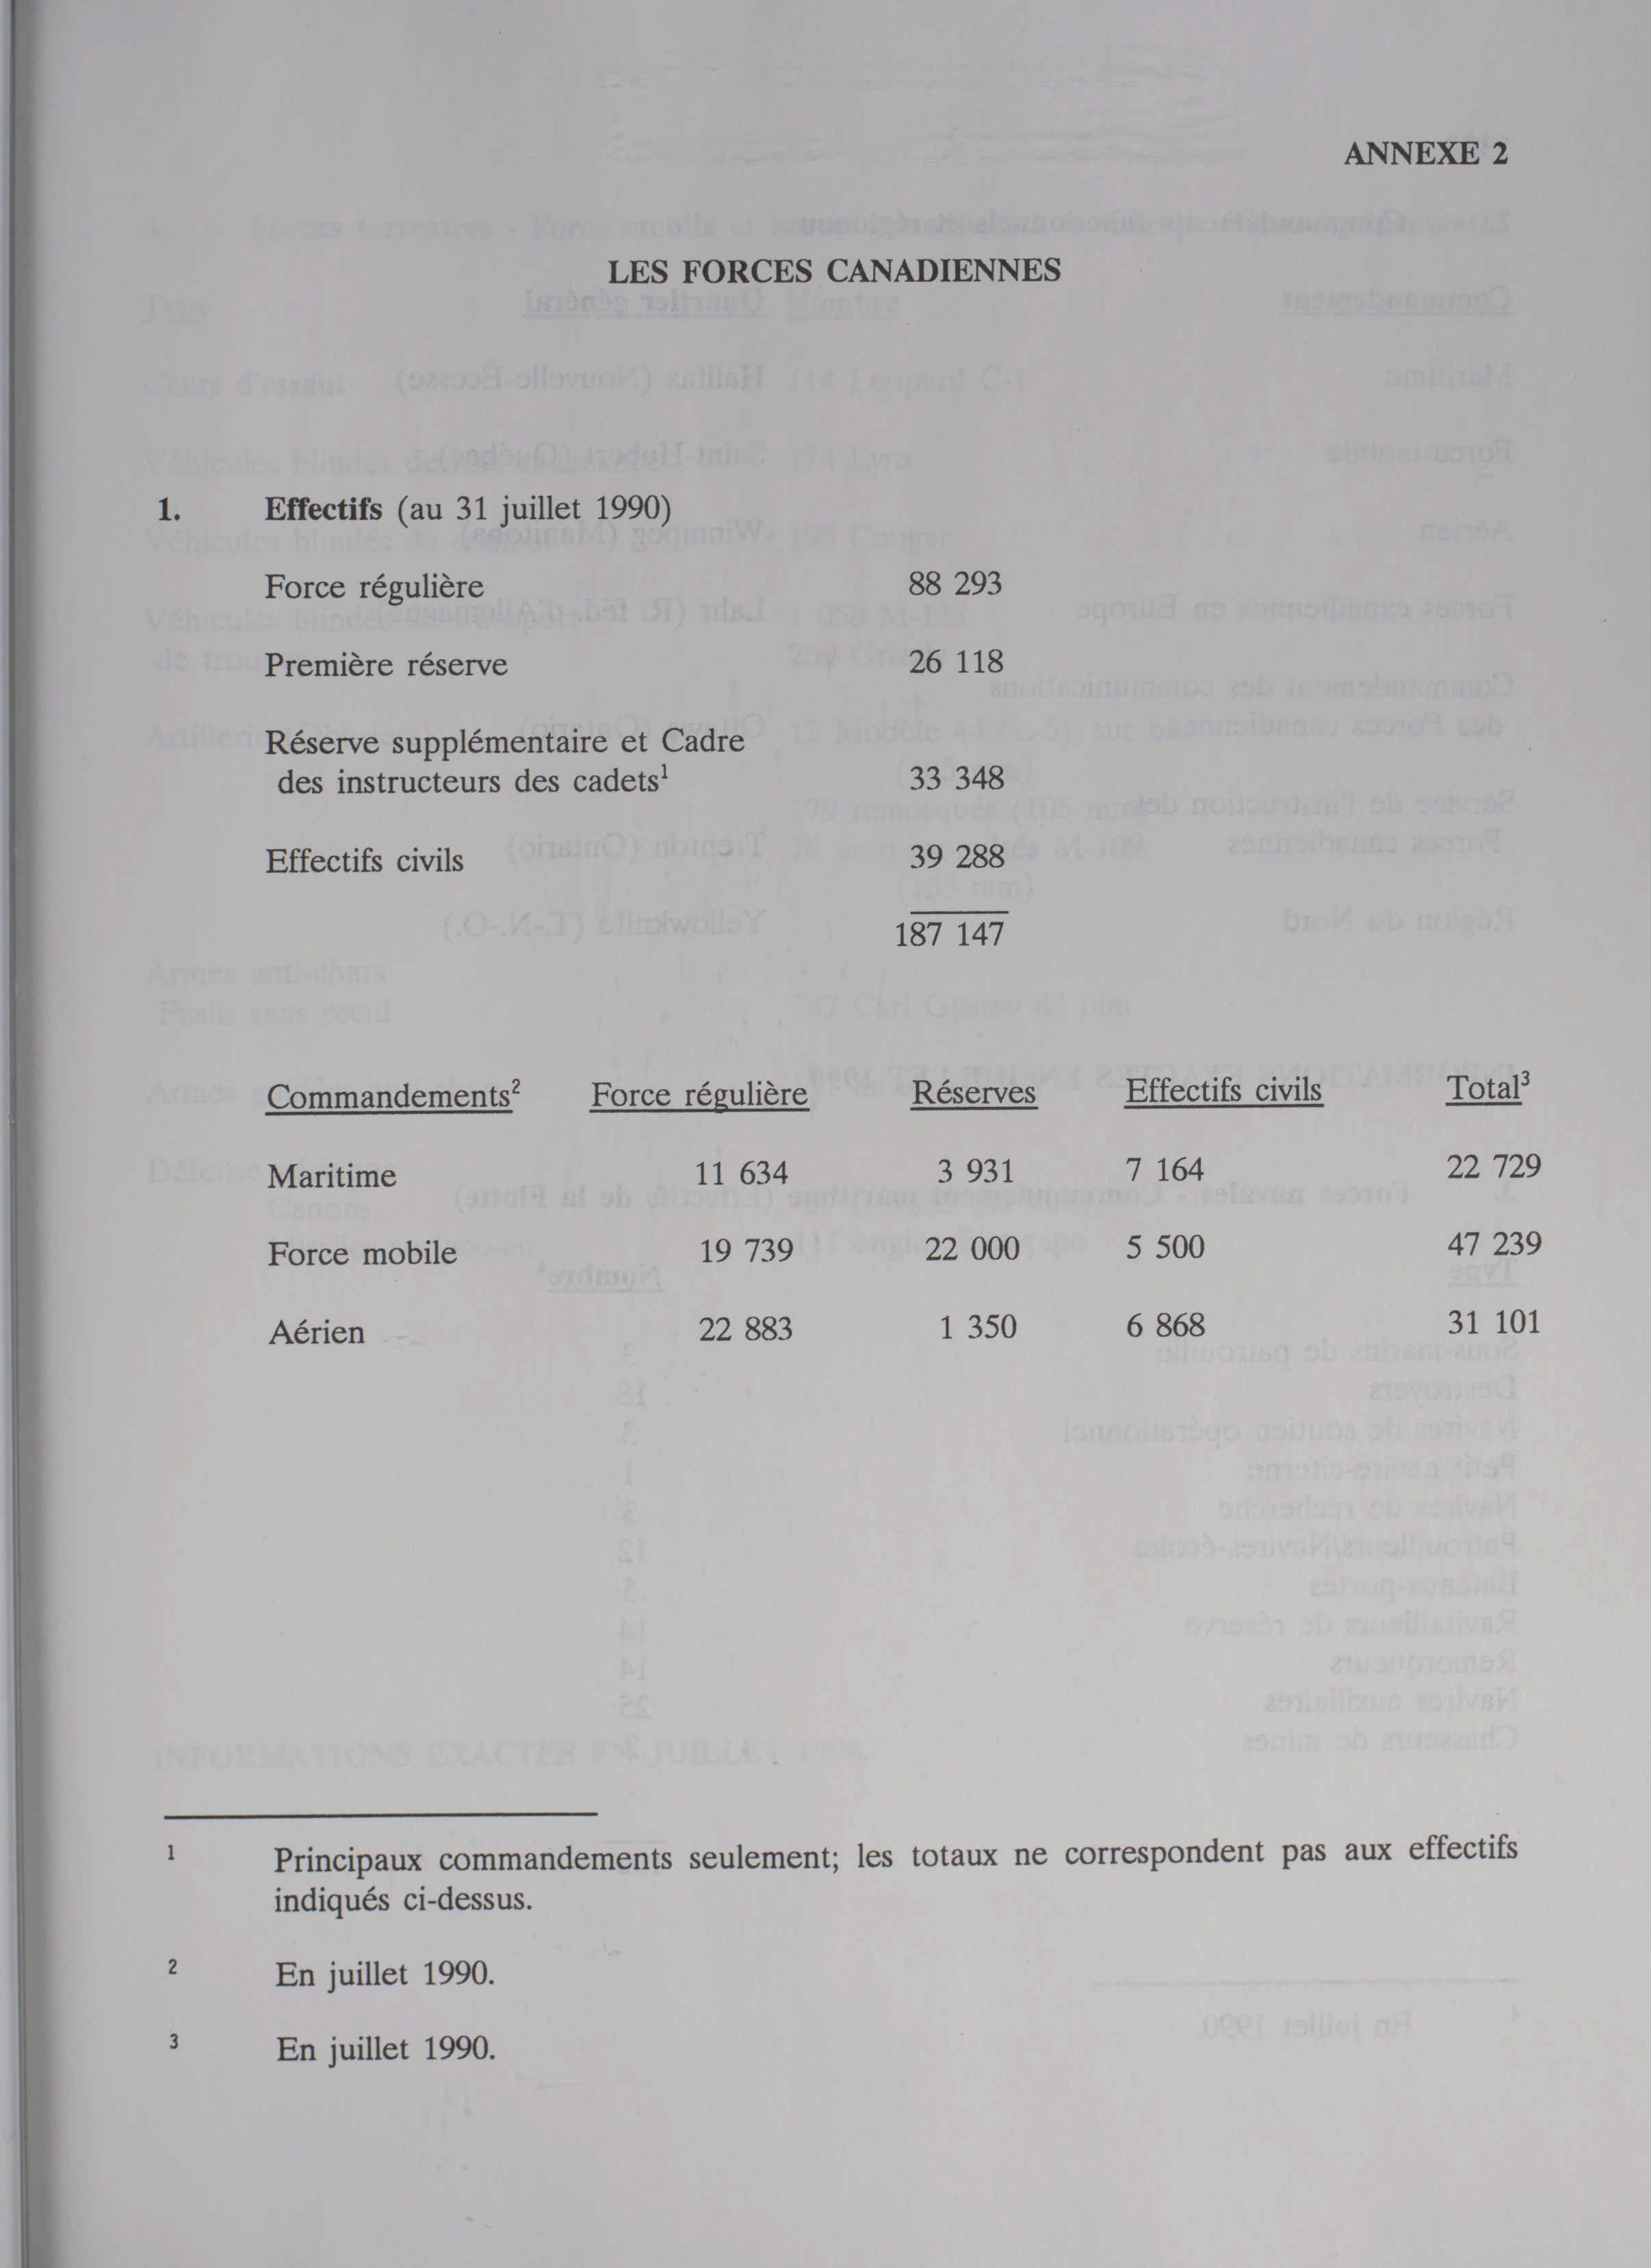 ANNEXE 2
LES FORCES CANADIENNES
1. Effectifs (au 31 juillet 1990)
Force régulière 88 293
Première réserve 26 118
Réserve supplémentaire et Cadre
des instructeurs des cadets¹ 33 348
Effectifs civils 39 288
187 147
Commandements² Force régulière Réserves Effectifs civils Total³
Maritime 11 634 3 931 7 164 22 729
Force mobile 19 739 22 000 5 500 47 239
Aérien 22 883 1 350 6 868 31 101
1 Principaux commandements seulement; les totaux ne correspondent pas aux effectifs
indiqués ci-dessus.
2 En juillet 1990.
3 En juillet 1990.